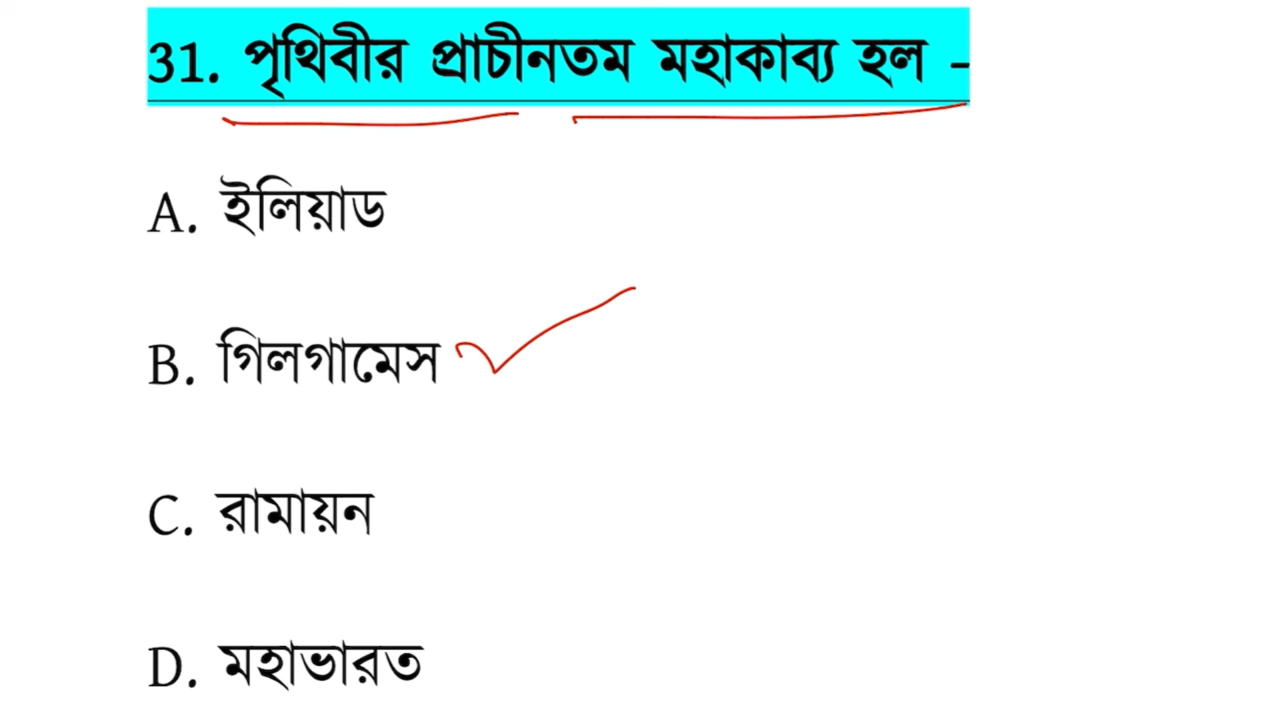 31. পৃথিবীর প্রাচীনতম মহাকাব্য হল -
A. ইলিয়াড
B. গিলগামেস
C. রামায়ন
D. মহাভারত